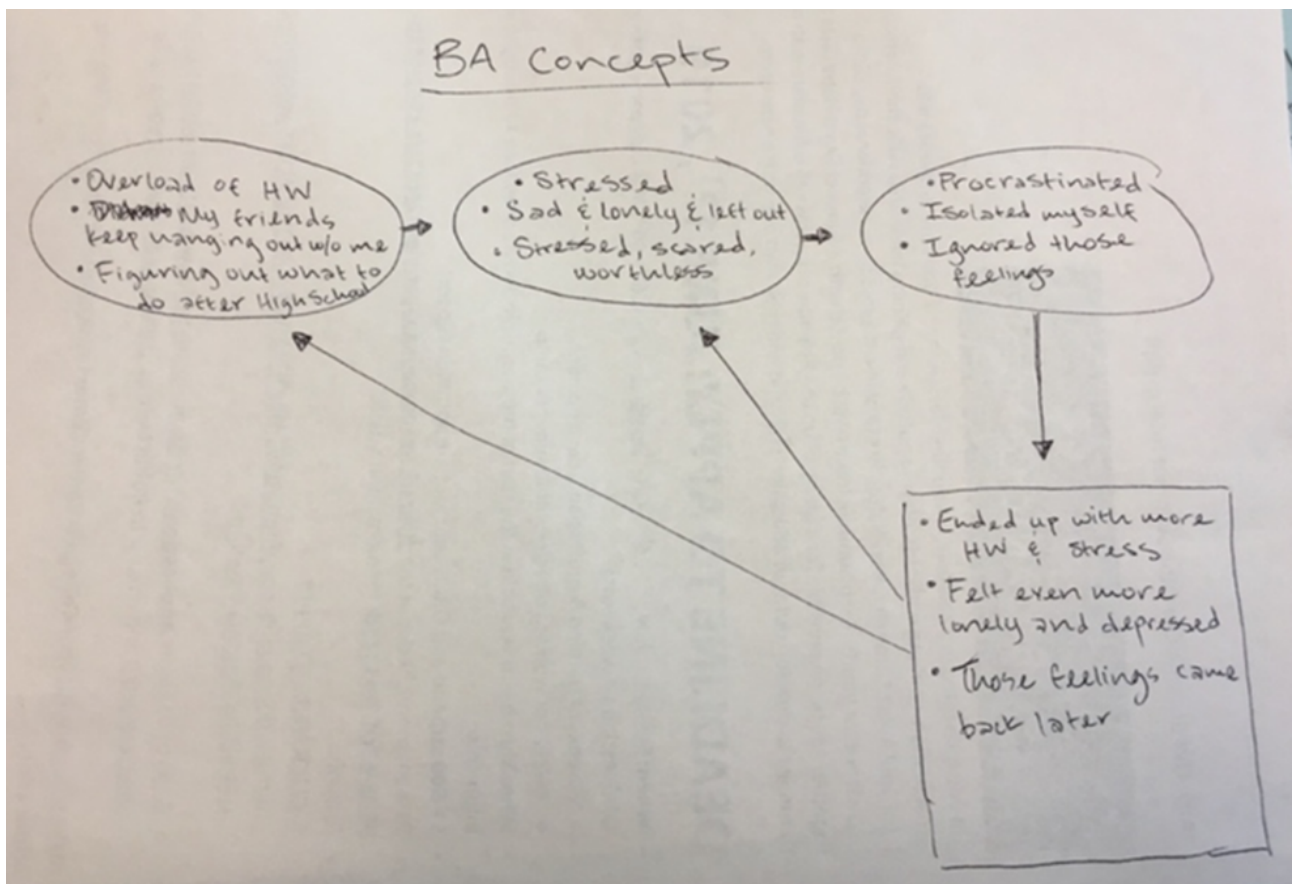 BA Concepts
• Overload of HW
• My friends
keep hanging out w/o me
• Figuring out what to
do after High School
• Stressed
• Sad & lonely & left out
• Stressed, scared,
worthless
• Procrastinated
• Isolated myself
• Ignored those
feelings
• Ended up with more
HW & stress
• Felt even more
lonely and depressed
• Those feelings came
back later